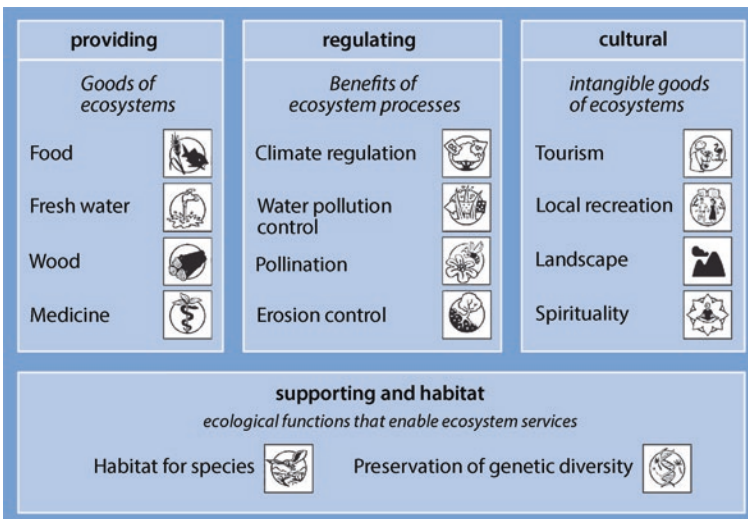 providing
Goods of
ecosystems
Food
Fresh water
Wood
Medicine
regulating
Benefits of
ecosystem processes
Climate regulation
Water pollution
control
Pollination
Erosion control
cultural
intangible goods
of ecosystems
Tourism
Local recreation
Landscape
Spirituality
supporting and habitat
ecological functions that enable ecosystem services
Habitat for species
Preservation of genetic diversity